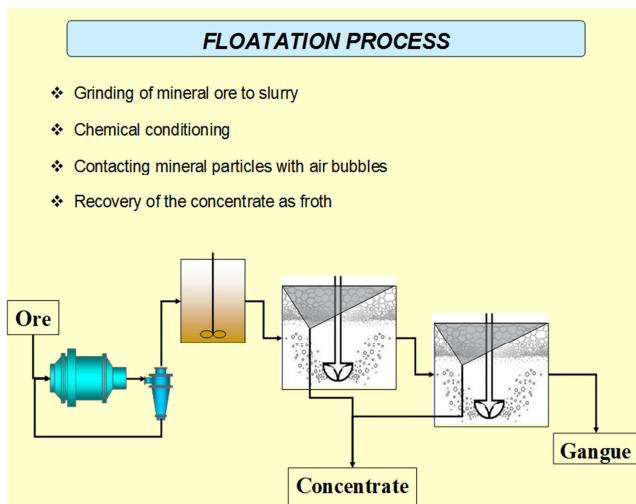 FLOATATION PROCESS
❖ Grinding of mineral ore to slurry
❖ Chemical conditioning
❖ Contacting mineral particles with air bubbles
❖ Recovery of the concentrate as froth
Ore
Gangue
Concentrate